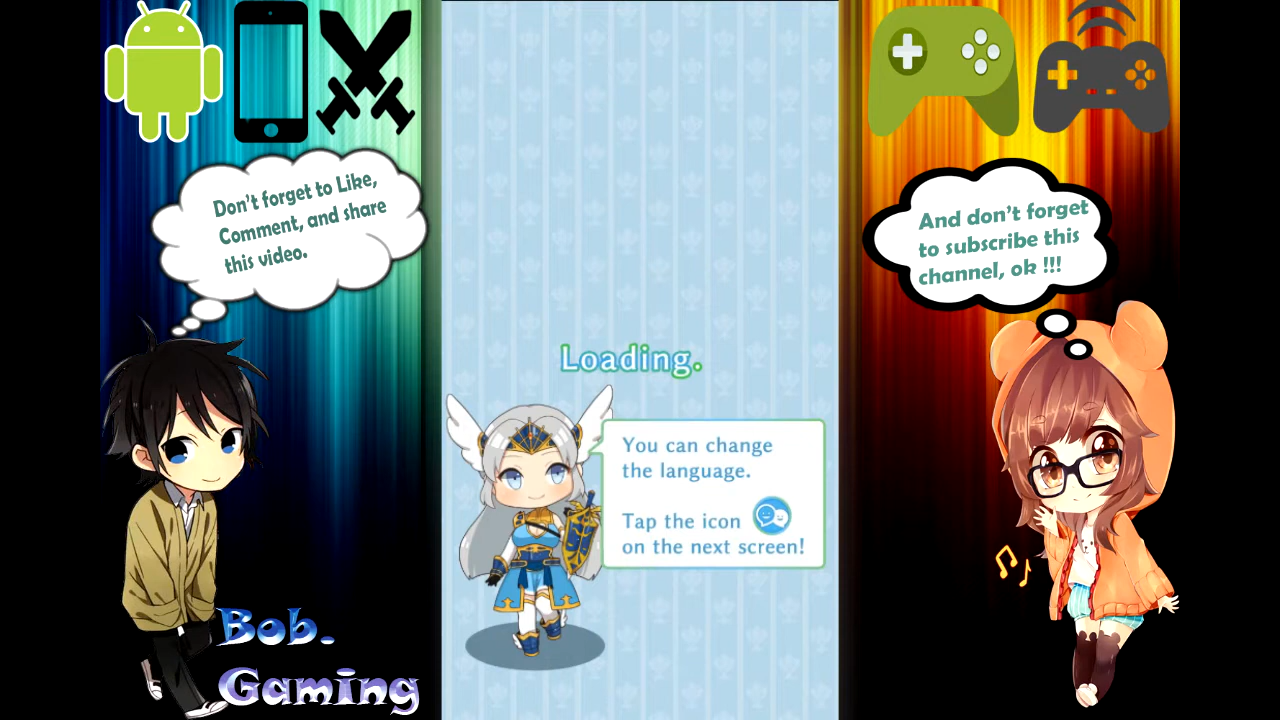 Don't forget to Like,
Comment, and share
this video.
And don't forget
to subscribe this
channel, ok !!!
Loading.
You can change
the language.
Tap the icon
on the next screen!
Bob.
Gaming